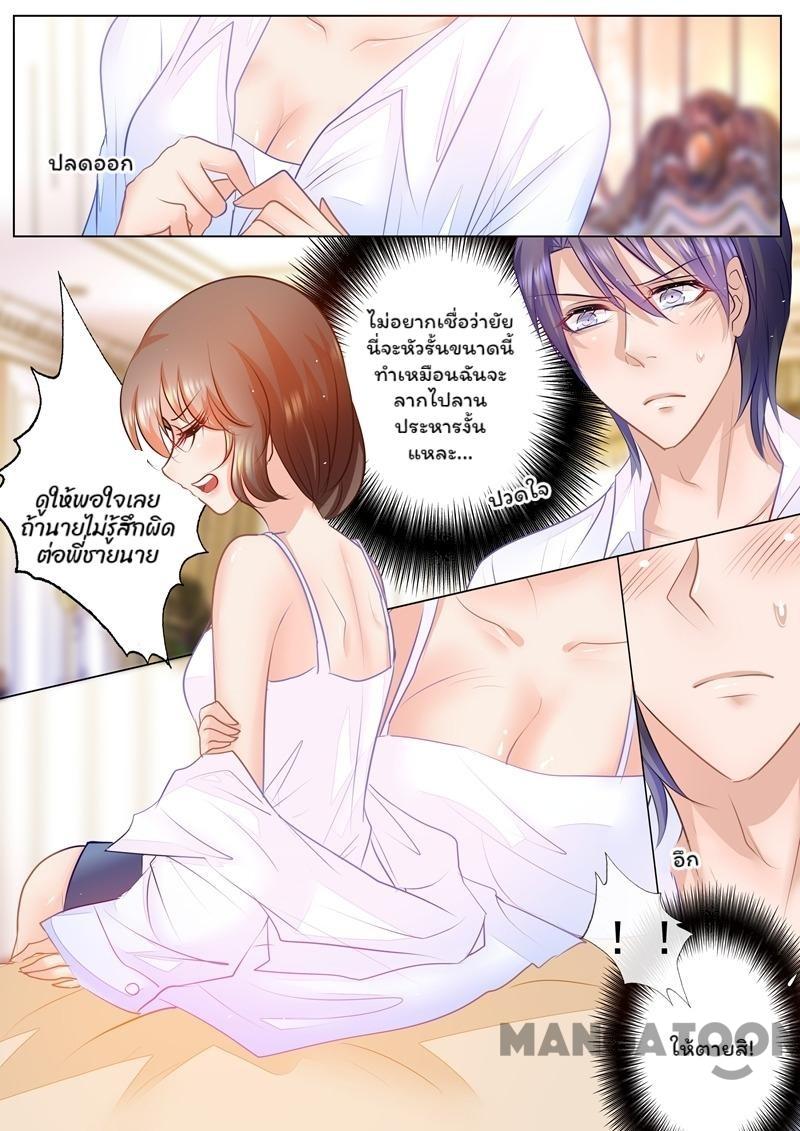 ปลดออก
ไม่อยากเชื่อว่ายัย
นี่จะหัวรั้นขนาดนี้
ทำเหมือนฉันจะ
ลากไปลาน
ประหารงั้น
แหละ...
ปวดใจ
ดูให้พอใจเลย
ถ้านายไม่รู้สึกผิด
ต่อพี่ชายนาย
อึก
! !
ให้ตายสิ!
MANGATOON